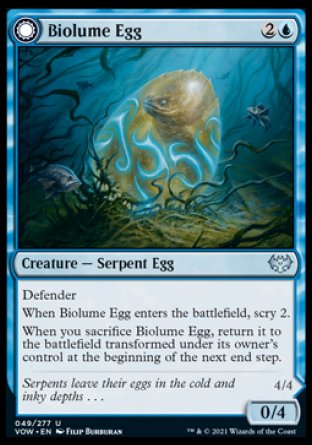 Biolume Egg 2
Creature — Serpent Egg
Defender
When Biolume Egg enters the battlefield, scry 2.
When you sacrifice Biolume Egg, return it
to the battlefield transformed under its owner's
control at the beginning of the next end step.
Serpents leave their eggs in the cold and
inky depths . . .
4/4
0/4
049/277 U
VOW • EN Filip Burburan
™ & © 2021 Wizards of the Coast